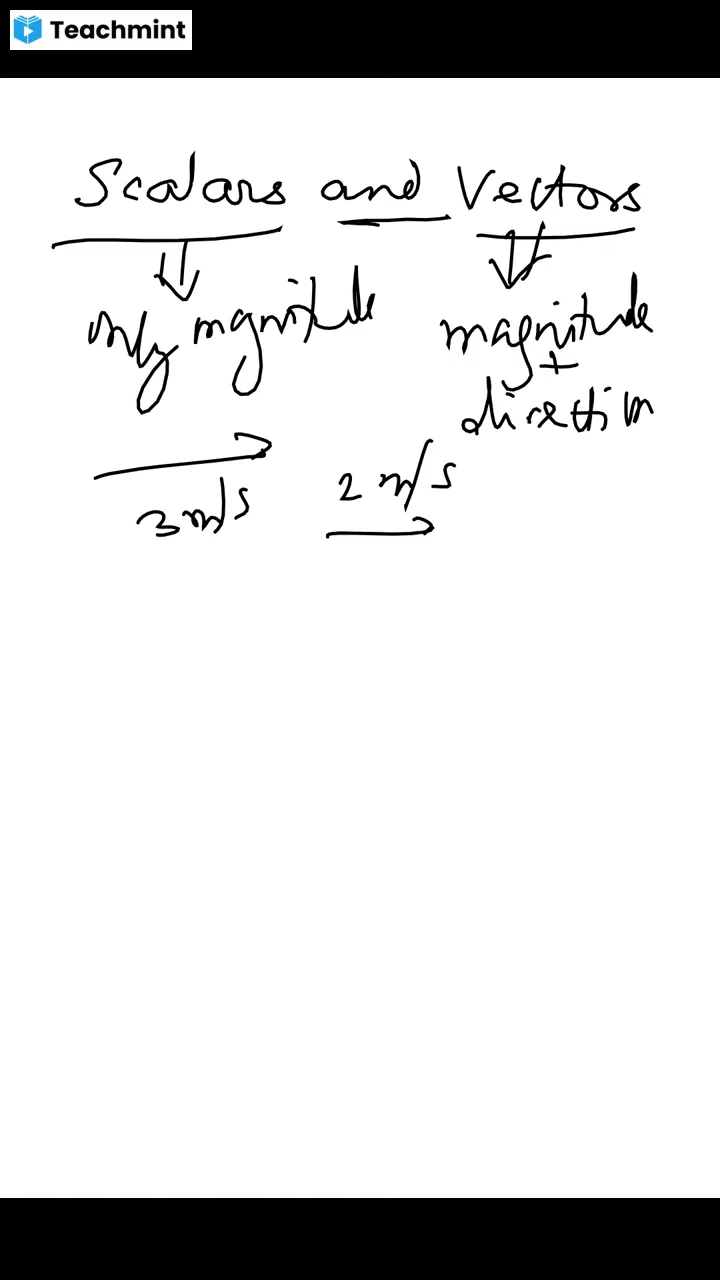 Teachmint
Scalars and Vectors
only magnitude
magnitude
+
direction
3 m/s
2 m/s